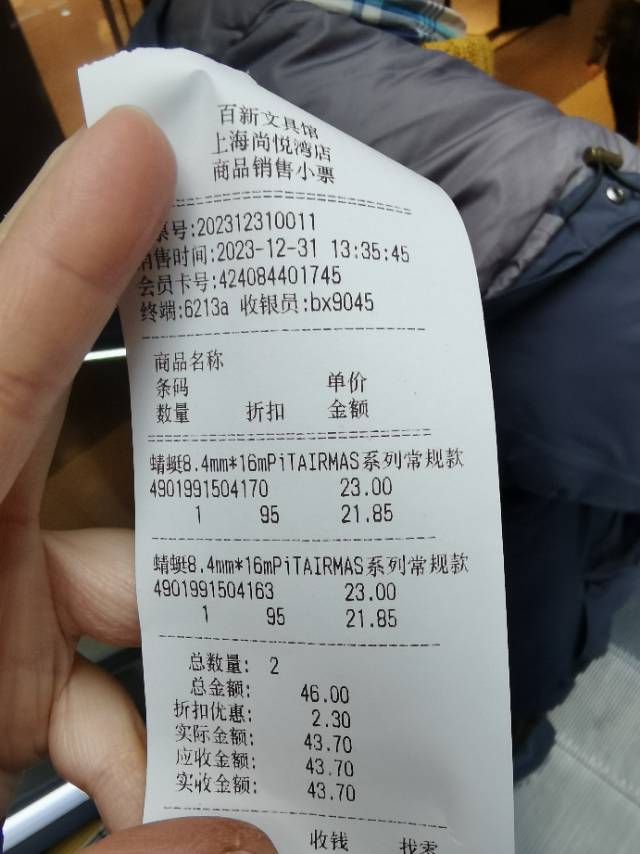 百新文具馆
上海尚悦湾店
商品销售小票
票号:202312310011
销售时间:2023-12-31 13:35:45
会员卡号:424084401745
终端:6213a 收银员:bx9045
商品名称
条码 单价
数量 折扣 金额
蜻蜓8.4mm*16mPiTAIRMAS系列常规款
4901991504170 23.00
1 95 21.85
蜻蜓8.4mm*16mPiTAIRMAS系列常规款
4901991504163 23.00
1 95 21.85
总数量: 2
总金额: 46.00
折扣优惠: 2.30
实际金额: 43.70
应收金额: 43.70
实收金额: 43.70
收钱 找零